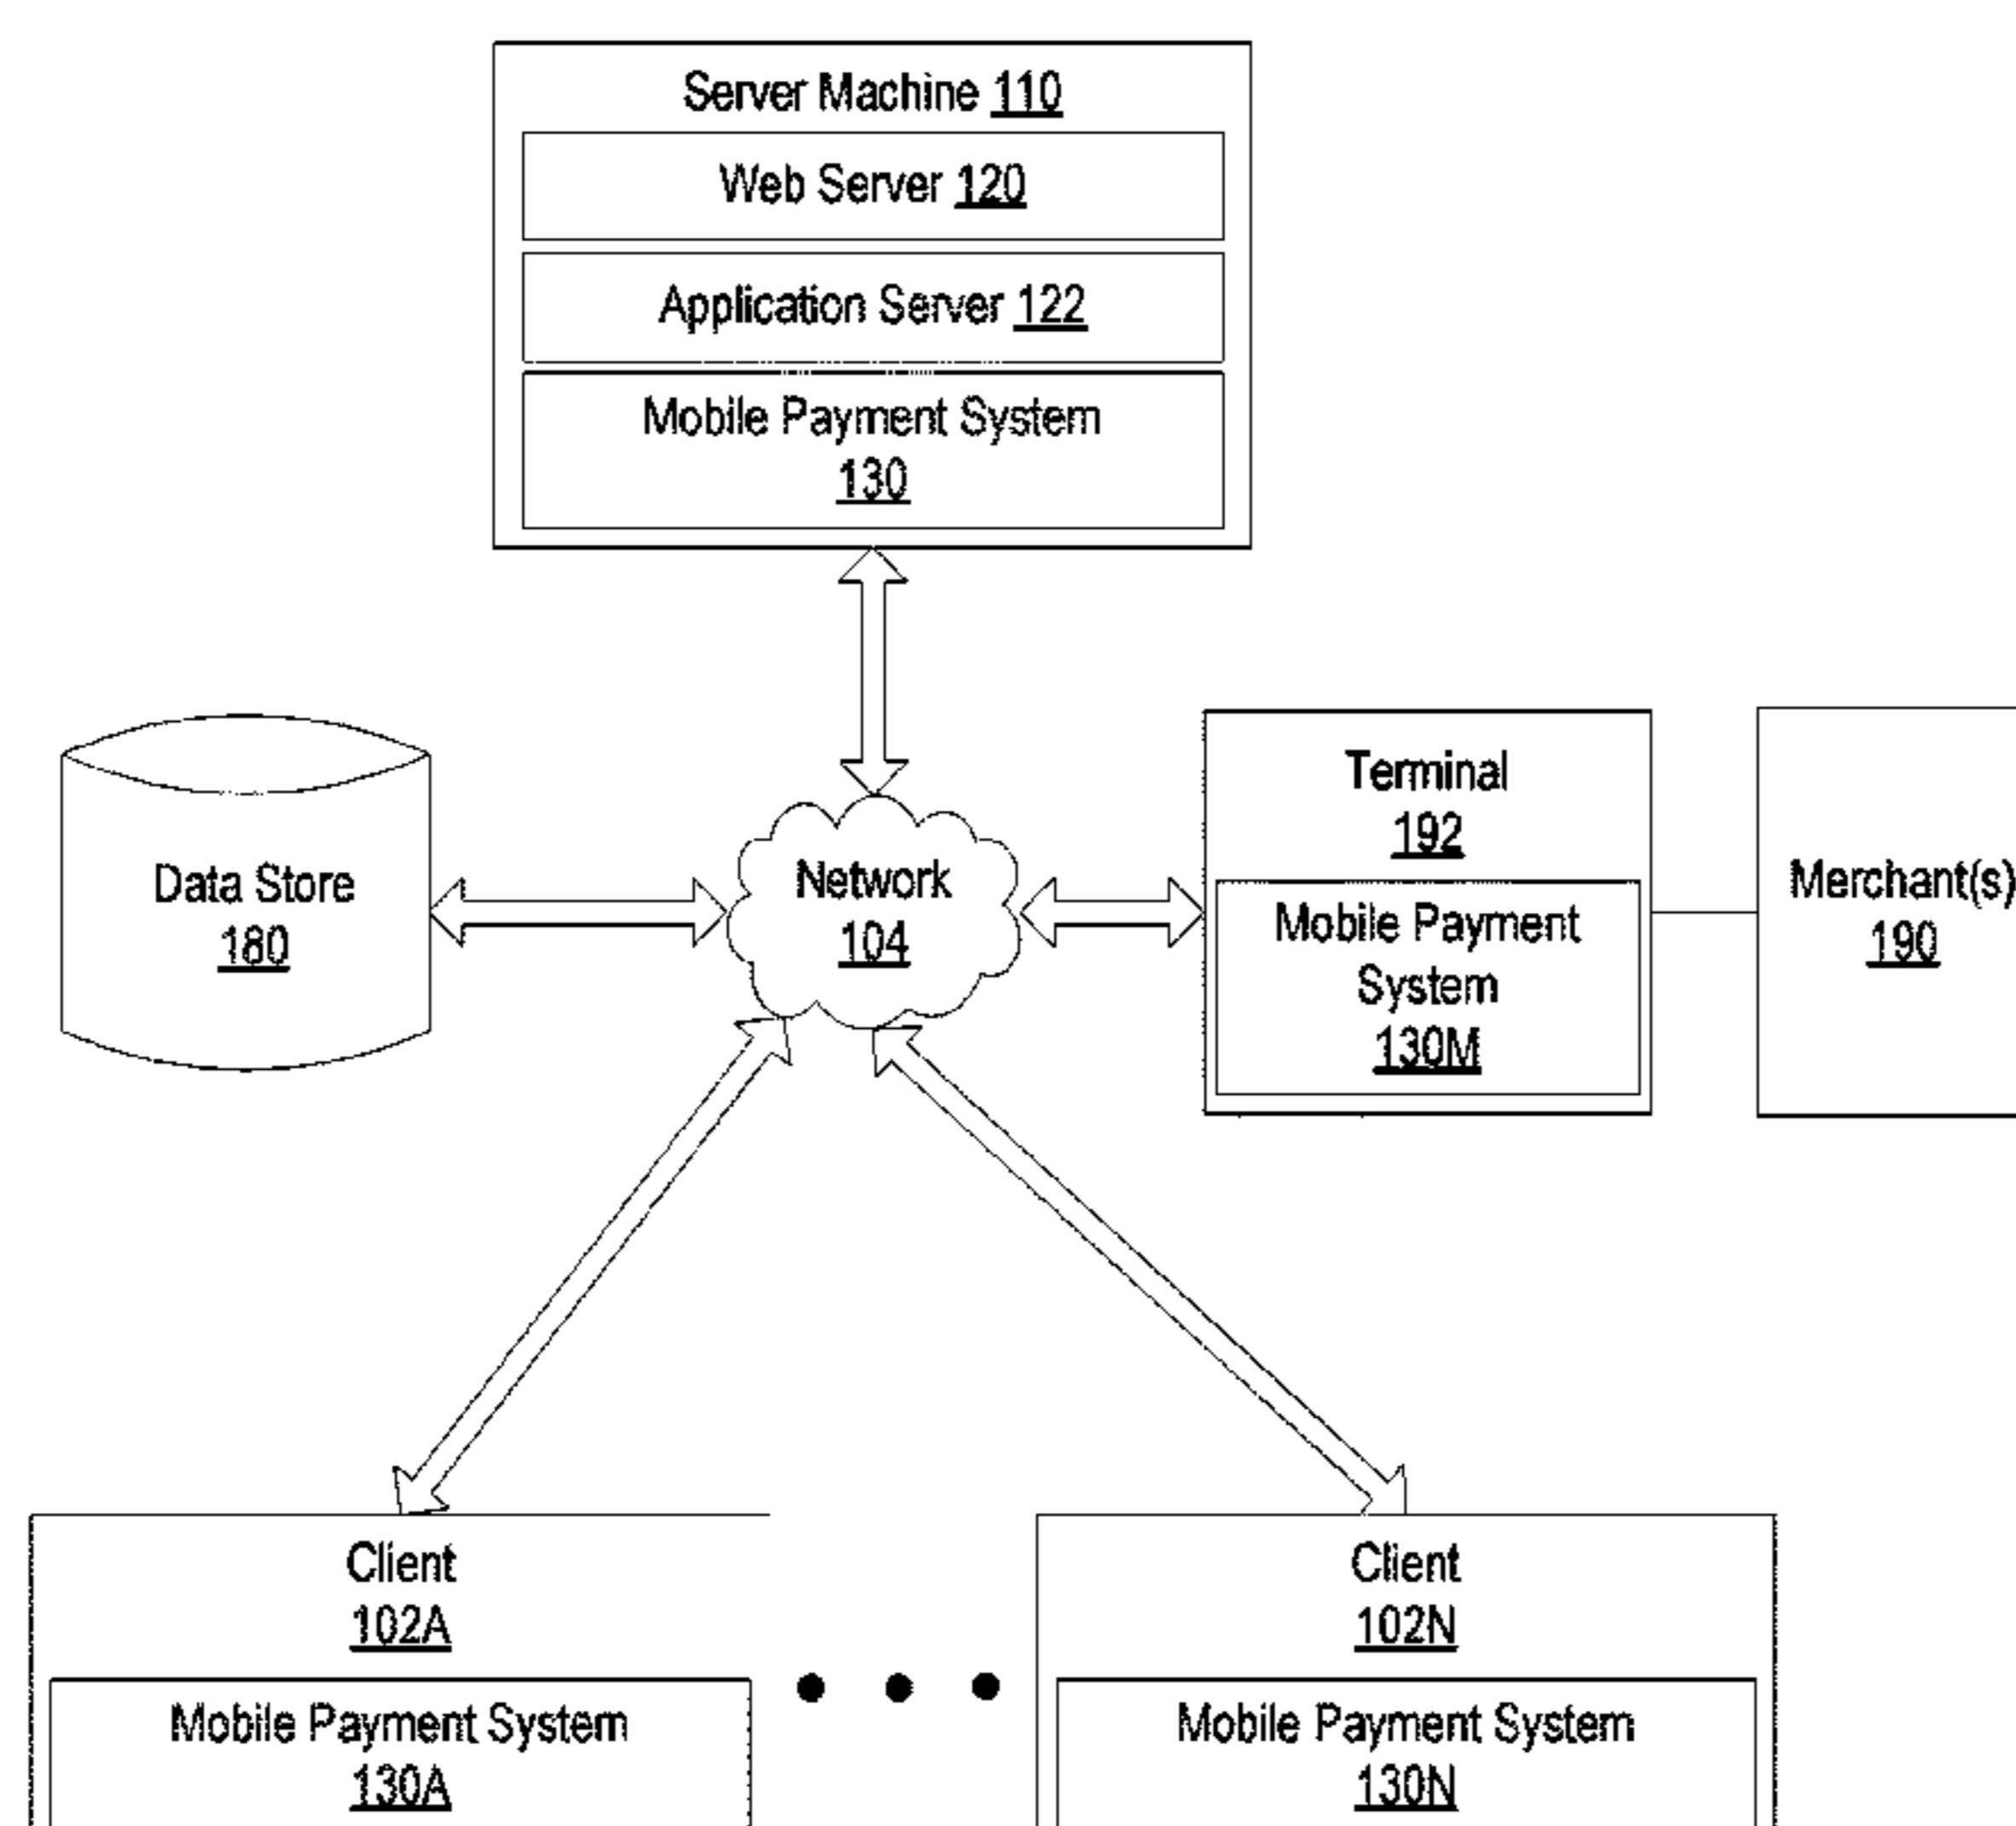 Server Machine 110
Web Server 120
Application Server 122
Mobile Payment System
130
Data Store
180
Network
104
Terminal
192
Mobile Payment
System
130M
Merchant(s)
190
Client
102A
Mobile Payment System
130A
Client
102N
Mobile Payment System
130N